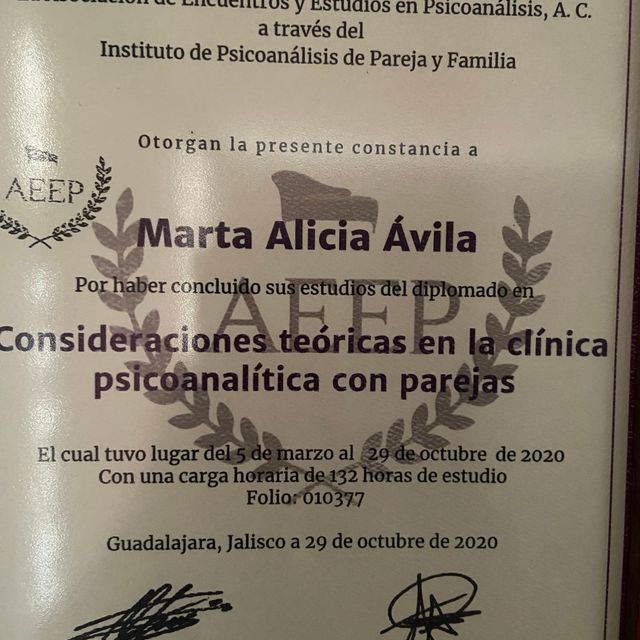 Asociación de Encuentros y Estudios en Psicoanálisis, A. C.
a través del
Instituto de Psicoanálisis de Pareja y Familia
Otorgan la presente constancia a
AEEP
Marta Alicia Ávila
AEEP
Por haber concluido sus estudios del diplomado en
Consideraciones teóricas en la clínica
psicoanalítica con parejas
El cual tuvo lugar del 5 de marzo al 29 de octubre de 2020
Con una carga horaria de 132 horas de estudio
Folio: 010377
Guadalajara, Jalisco a 29 de octubre de 2020